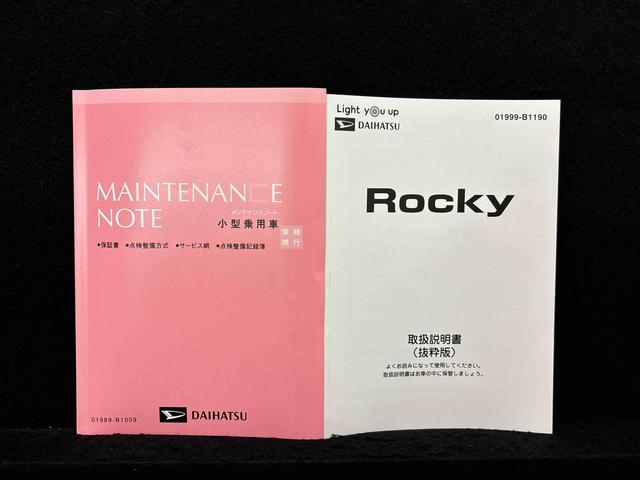 MAINTENANCE
NOTE
メンテナンスノート
小型乗用車
常時
携行
•保証書 •点検整備方式 •サービス網 •点検整備記録簿
01989-B1009
DAIHATSU
Light you up
DAIHATSU
01999-B1190
Rocky
取扱説明書
（抜粋版）
よくお読みになって使用してください。
取扱説明書はお車の中に保管しましょう。